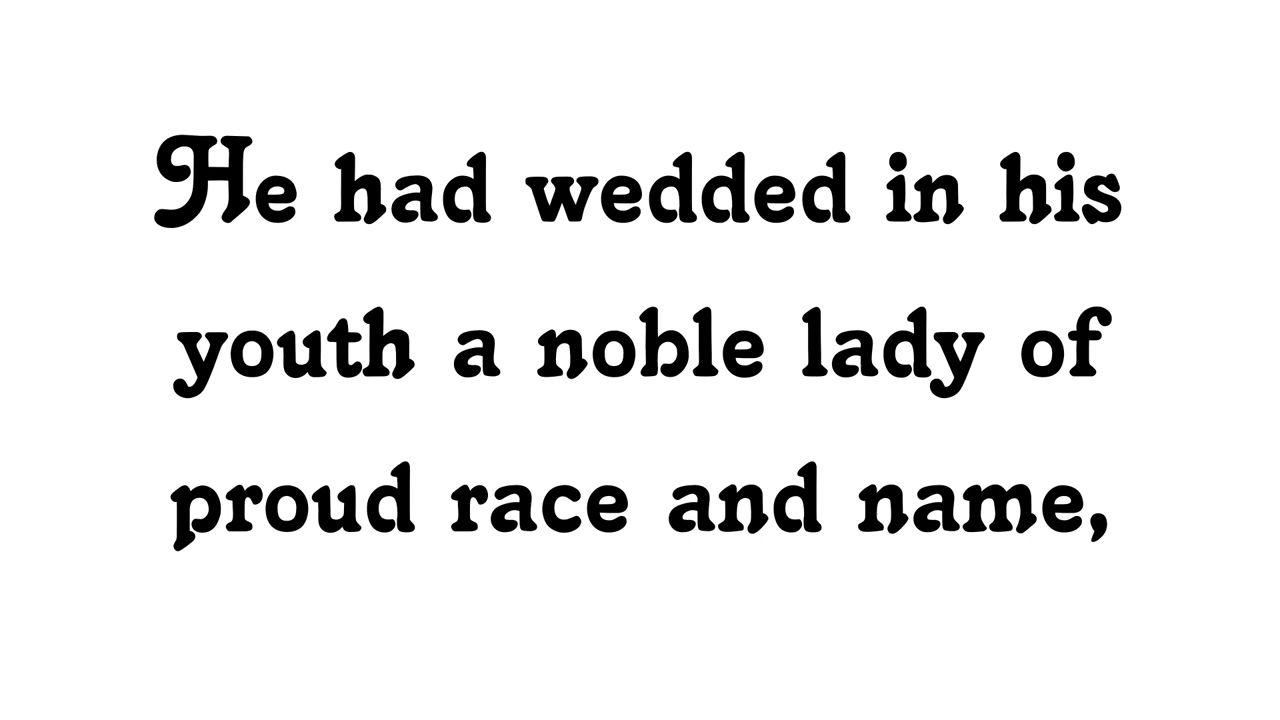 He had wedded in his
youth a noble lady of
proud race and name,